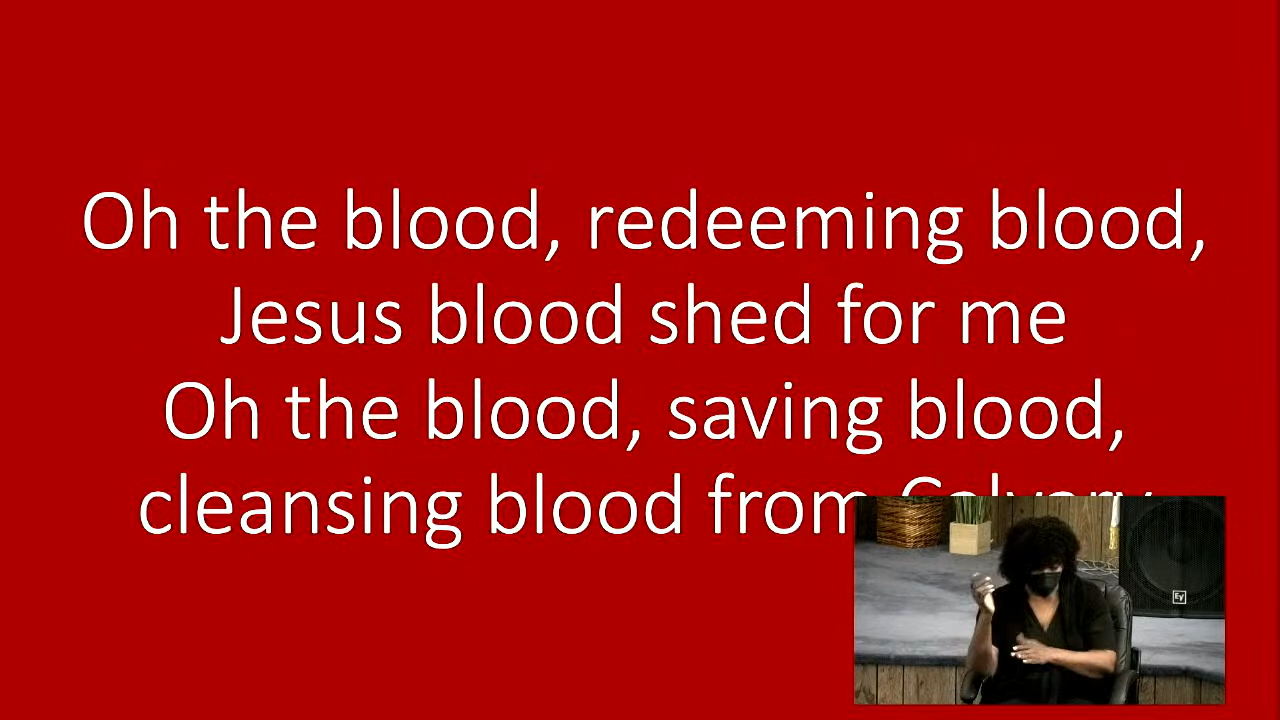 Oh the blood, redeeming blood,
Jesus blood shed for me
Oh the blood, saving blood,
cleansing blood from Calvary
EV